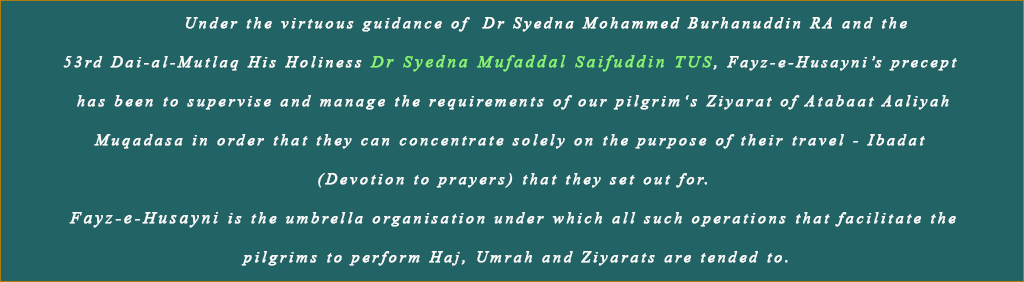 Under the virtuous guidance of Dr Syedna Mohammed Burhanuddin RA and the
53rd Dai-al-Mutlaq His Holiness Dr Syedna Mufaddal Saifuddin TUS, Fayz-e-Husayni’s precept
has been to supervise and manage the requirements of our pilgrim‘s Ziyarat of Atabaat Aaliyah
Muqadasa in order that they can concentrate solely on the purpose of their travel - Ibadat
(Devotion to prayers) that they set out for.
Fayz-e-Husayni is the umbrella organisation under which all such operations that facilitate the
pilgrims to perform Haj, Umrah and Ziyarats are tended to.